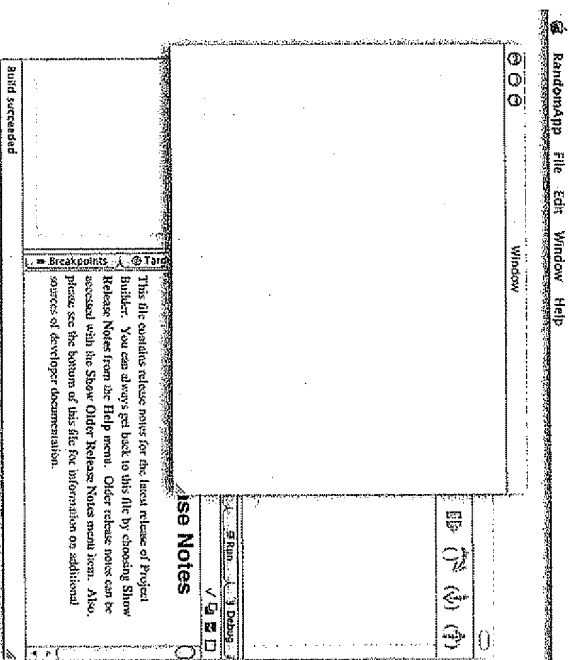 RandomApp File Edit Window Help
Window
Run Debug
ise Notes
Breakpoints Targ
This file contains release notes for the latest release of Project
Builder. You can always get back to this file by choosing Show
Release Notes from the Help menu. Older release notes can be
accessed with the Show Older Release Notes menu item. Also,
please see the bottom of this file for information on additional
sources of developer documentation.
Build succeeded